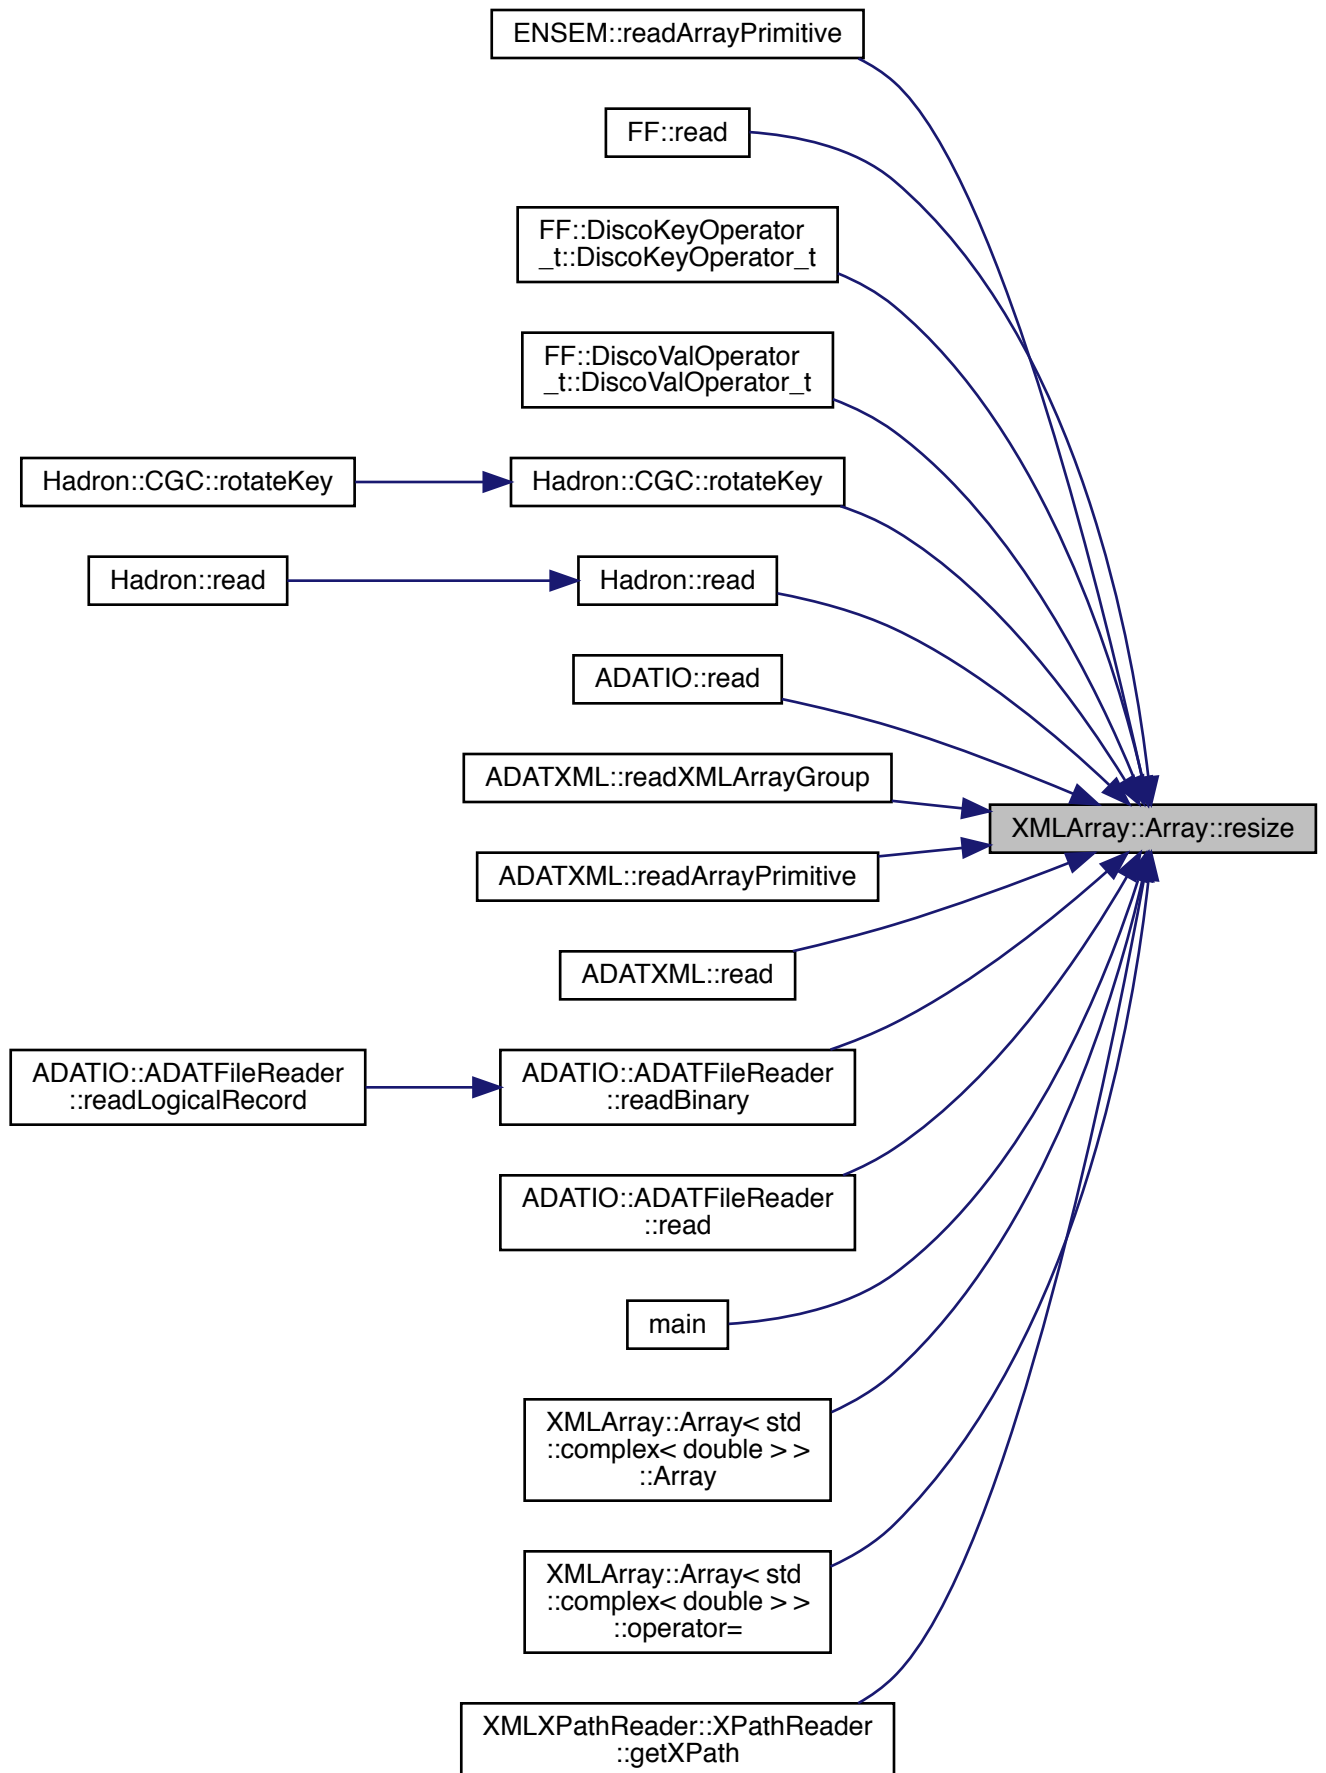 ENSEM::readArrayPrimitive
FF::read
FF::DiscoKeyOperator
_t::DiscoKeyOperator_t
FF::DiscoValOperator
_t::DiscoValOperator_t
Hadron::CGC::rotateKey
Hadron::CGC::rotateKey
Hadron::read
Hadron::read
ADATIO::read
ADATXML::readXMLArrayGroup
XMLArray::Array::resize
ADATXML::readArrayPrimitive
ADATXML::read
ADATIO::ADATFileReader
::readLogicalRecord
ADATIO::ADATFileReader
::readBinary
ADATIO::ADATFileReader
::read
main
XMLArray::Array< std
::complex< double > >
::Array
XMLArray::Array< std
::complex< double > >
::operator=
XMLXPathReader::XPathReader
::getXPath